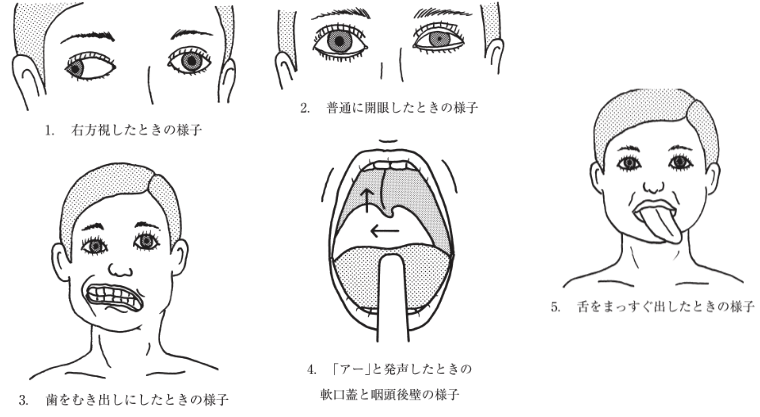 1. 右方視したときの様子
2. 普通に開眼したときの様子
3. 歯をむき出しにしたときの様子
4. 「アー」と発声したときの
軟口蓋と咽頭後壁の様子
5. 舌をまっすぐ出したときの様子